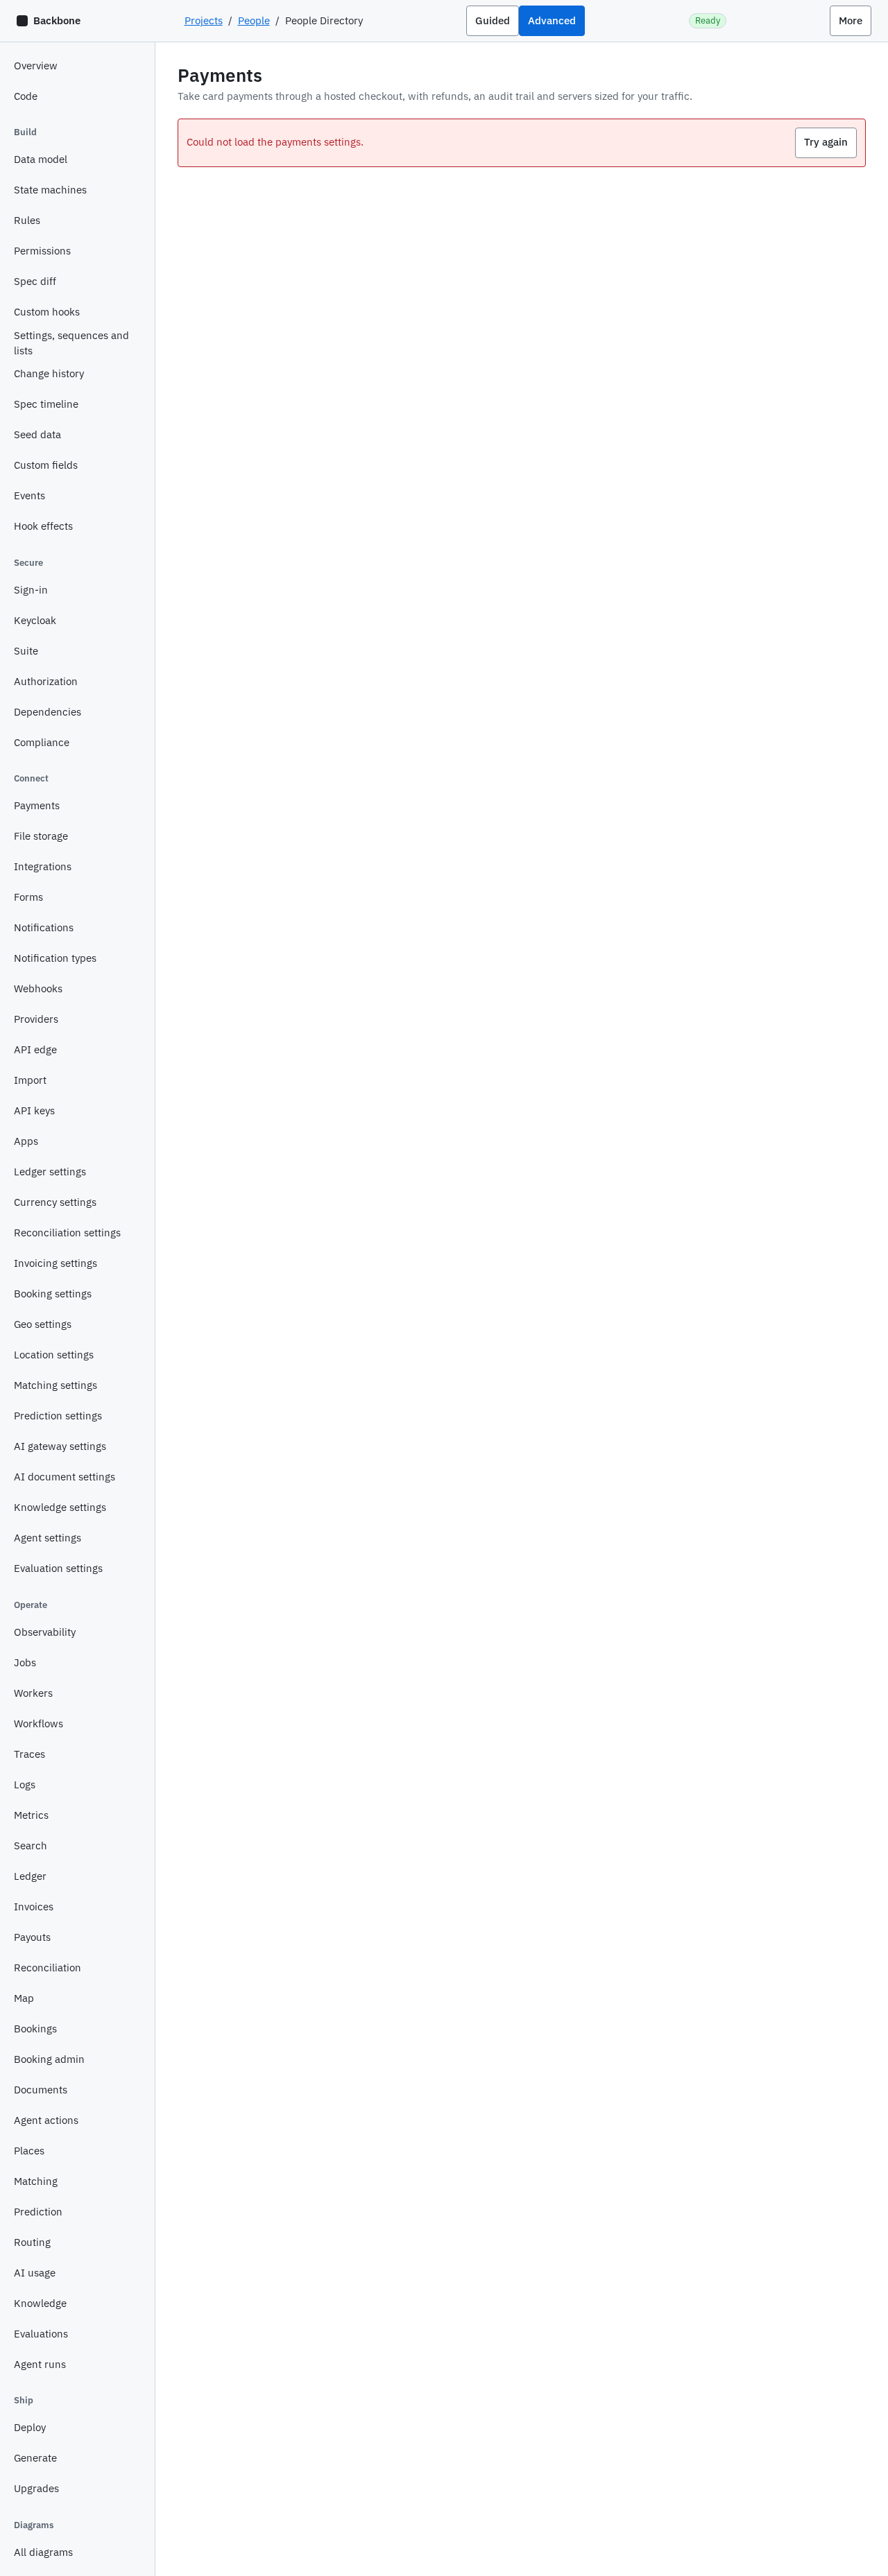 Backbone
Projects / People / People Directory
Guided
Advanced
Ready
More
Overview
Code
Build
Data model
State machines
Rules
Permissions
Spec diff
Custom hooks
Settings, sequences and
lists
Change history
Spec timeline
Seed data
Custom fields
Events
Hook effects
Secure
Sign-in
Keycloak
Suite
Authorization
Dependencies
Compliance
Connect
Payments
File storage
Integrations
Forms
Notifications
Notification types
Webhooks
Providers
API edge
Import
API keys
Apps
Ledger settings
Currency settings
Reconciliation settings
Invoicing settings
Booking settings
Geo settings
Location settings
Matching settings
Prediction settings
AI gateway settings
AI document settings
Knowledge settings
Agent settings
Evaluation settings
Operate
Observability
Jobs
Workers
Workflows
Traces
Logs
Metrics
Search
Ledger
Invoices
Payouts
Reconciliation
Map
Bookings
Booking admin
Documents
Agent actions
Places
Matching
Prediction
Routing
AI usage
Knowledge
Evaluations
Agent runs
Ship
Deploy
Generate
Upgrades
Diagrams
All diagrams
Payments
Take card payments through a hosted checkout, with refunds, an audit trail and servers sized for your traffic.
Could not load the payments settings.
Try again